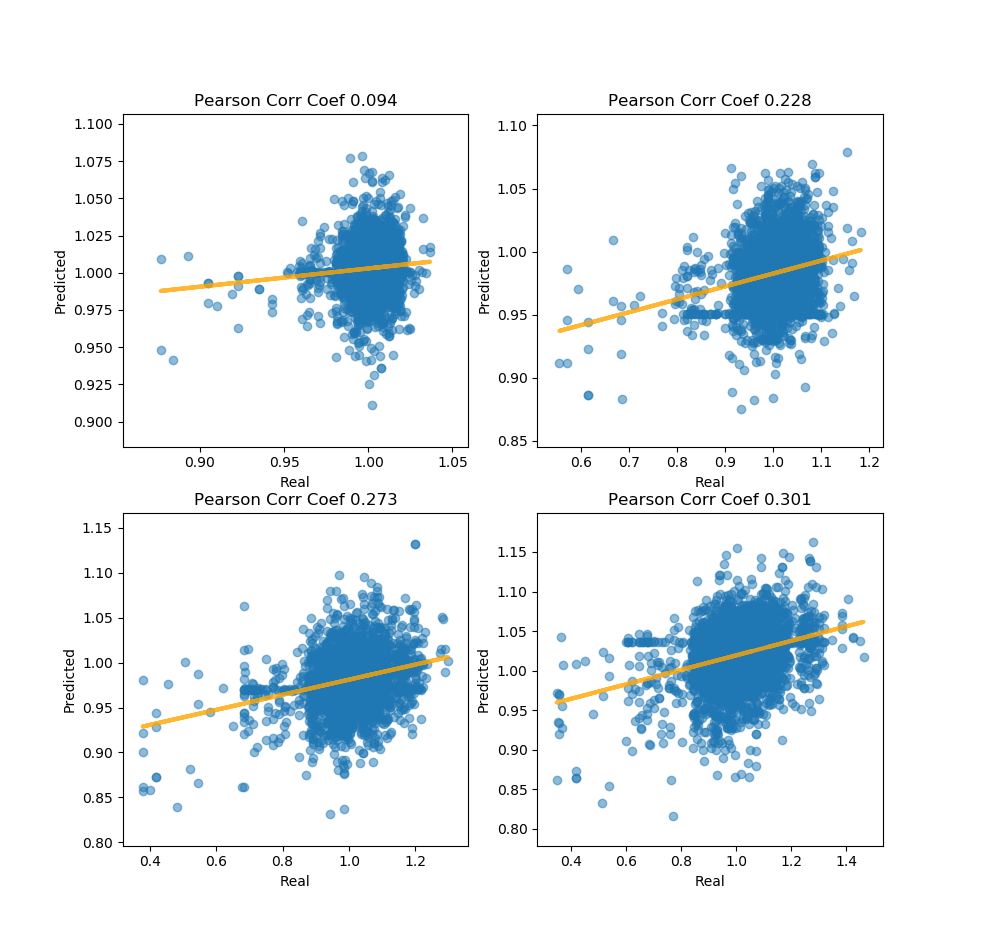 Pearson Corr Coef 0.094
1.100
1.075
1.050
1.025
1.000
0.975
0.950
0.925
0.900
Predicted
0.90 0.95 1.00 1.05
Real
Pearson Corr Coef 0.228
1.10
1.05
1.00
0.95
0.90
0.85
Predicted
0.6 0.7 0.8 0.9 1.0 1.1 1.2
Real
Pearson Corr Coef 0.273
1.15
1.10
1.05
1.00
0.95
0.90
0.85
0.80
Predicted
0.4 0.6 0.8 1.0 1.2
Real
Pearson Corr Coef 0.301
1.15
1.10
1.05
1.00
0.95
0.90
0.85
0.80
Predicted
0.4 0.6 0.8 1.0 1.2 1.4
Real